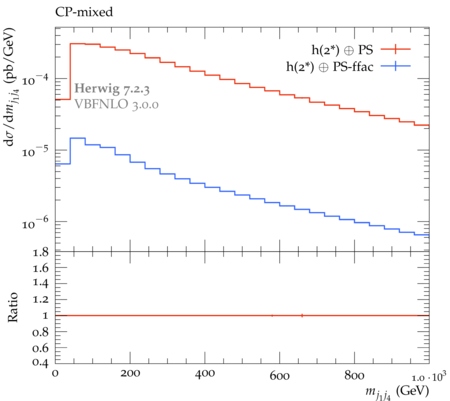 CP-mixed
h(2*) ⊕ PS
h(2*) ⊕ PS-ffac
Herwig 7.2.3
VBFNLO 3.0.0
10⁻⁴
10⁻⁵
10⁻⁶
dσ/dm_{j₁j₄} (pb/GeV)
1.8
1.6
1.4
1.2
1
0.8
0.6
0.4
Ratio
0 200 400 600 800 1.0 · 10³
m_{j₁j₄} (GeV)